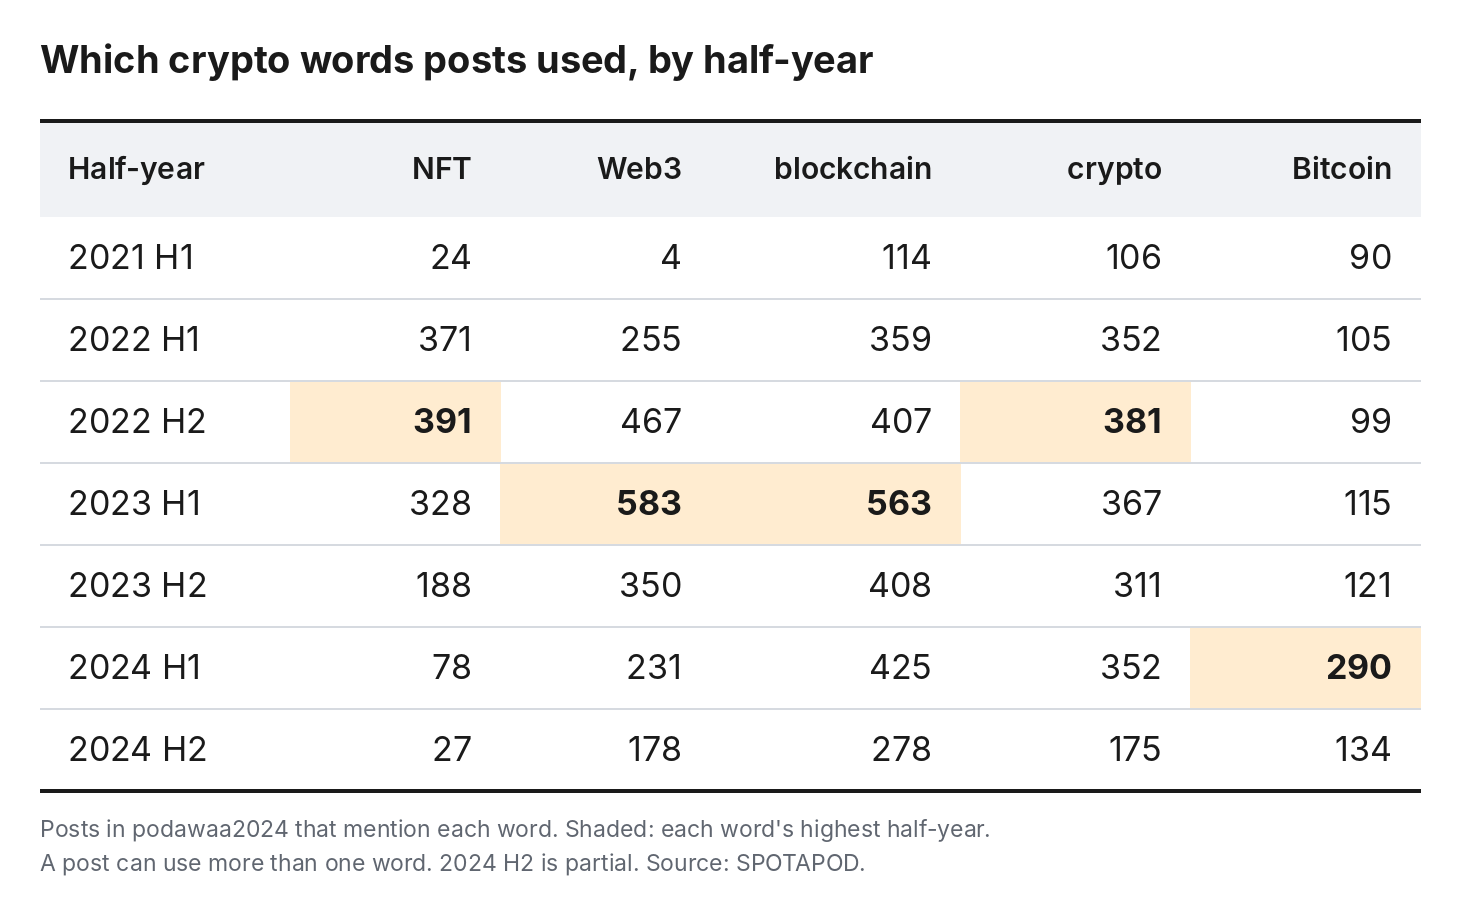 Which crypto words posts used, by half-year
Half-year NFT Web3 blockchain crypto Bitcoin
2021 H1 24 4 114 106 90
2022 H1 371 255 359 352 105
2022 H2 391 467 407 381 99
2023 H1 328 583 563 367 115
2023 H2 188 350 408 311 121
2024 H1 78 231 425 352 290
2024 H2 27 178 278 175 134
Posts in podawaa2024 that mention each word. Shaded: each word's highest half-year.
A post can use more than one word. 2024 H2 is partial. Source: SPOTAPOD.